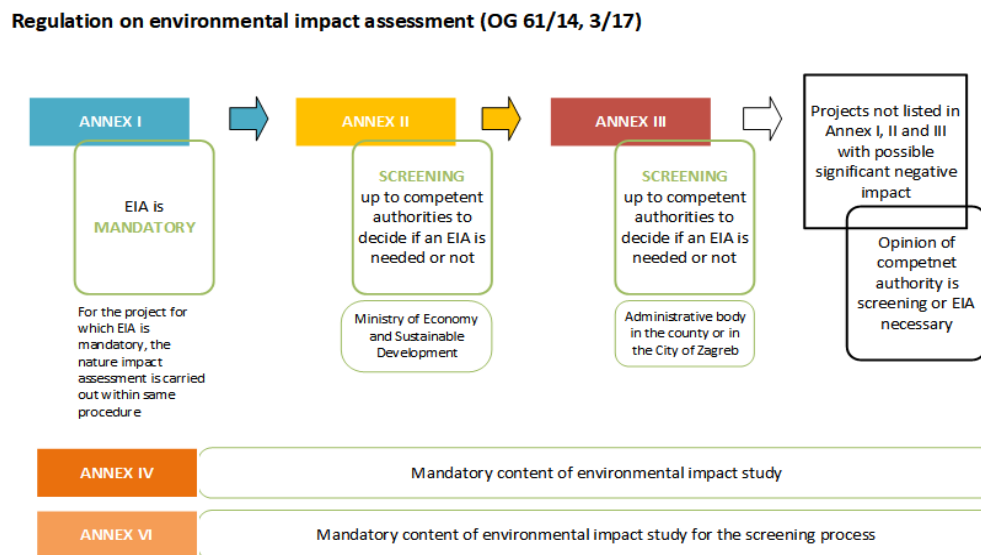 Regulation on environmental impact assessment (OG 61/14, 3/17)
ANNEX I
EIA is
MANDATORY
For the project for
which EIA is
mandatory, the
nature impact
assessment is carried
out within same
procedure
ANNEX II
SCREENING
up to competent
authorities to
decide if an EIA is
needed or not
Ministry of Economy
and Sustainable
Development
ANNEX III
SCREENING
up to competent
authorities to
decide if an EIA is
needed or not
Administrative body
in the county or in
the City of Zagreb
Projects not listed in
Annex I, II and III
with possible
significant negative
impact
Opinion of
competnet
authority is
screening or EIA
necessary
ANNEX IV
Mandatory content of environmental impact study
ANNEX VI
Mandatory content of environmental impact study for the screening process